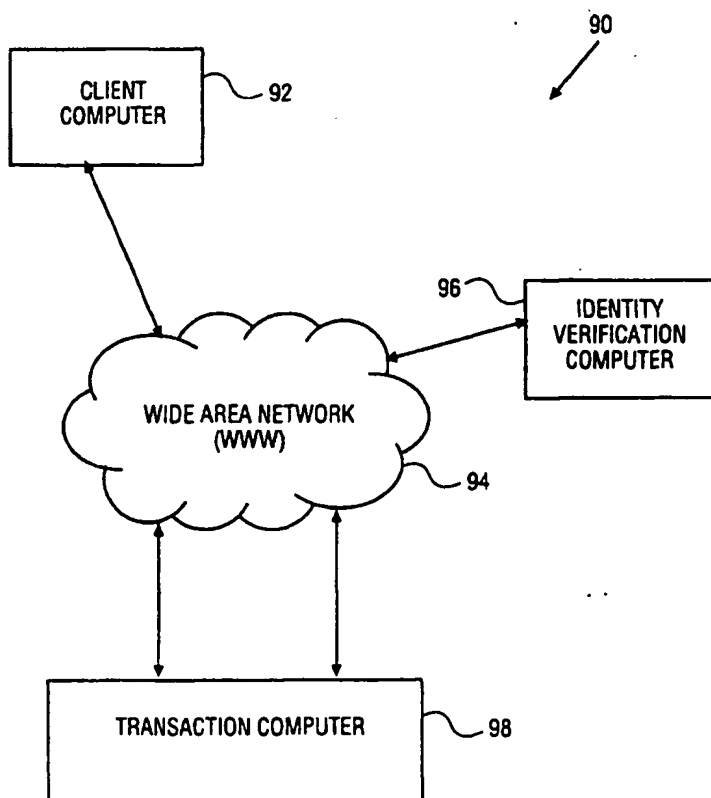 90
CLIENT
COMPUTER
92
96
IDENTITY
VERIFICATION
COMPUTER
WIDE AREA NETWORK
(WWW)
94
TRANSACTION COMPUTER
98